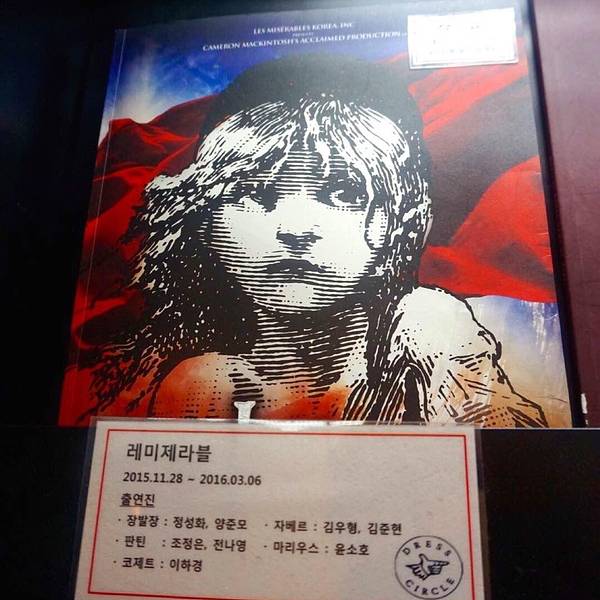 LES MISÉRABLES KOREA, INC
PRESENTS
CAMERON MACKINTOSH'S ACCLAIMED PRODUCTION OF
L
레미제라블
2015.11.28 ~ 2016.03.06
출연진
· 장발장 : 정성화, 양준모 · 자베르 : 김우형, 김준현
· 판틴 : 조정은, 전나영 · 마리우스 : 윤소호
· 코제트 : 이하경
DRESS
CIRCLE